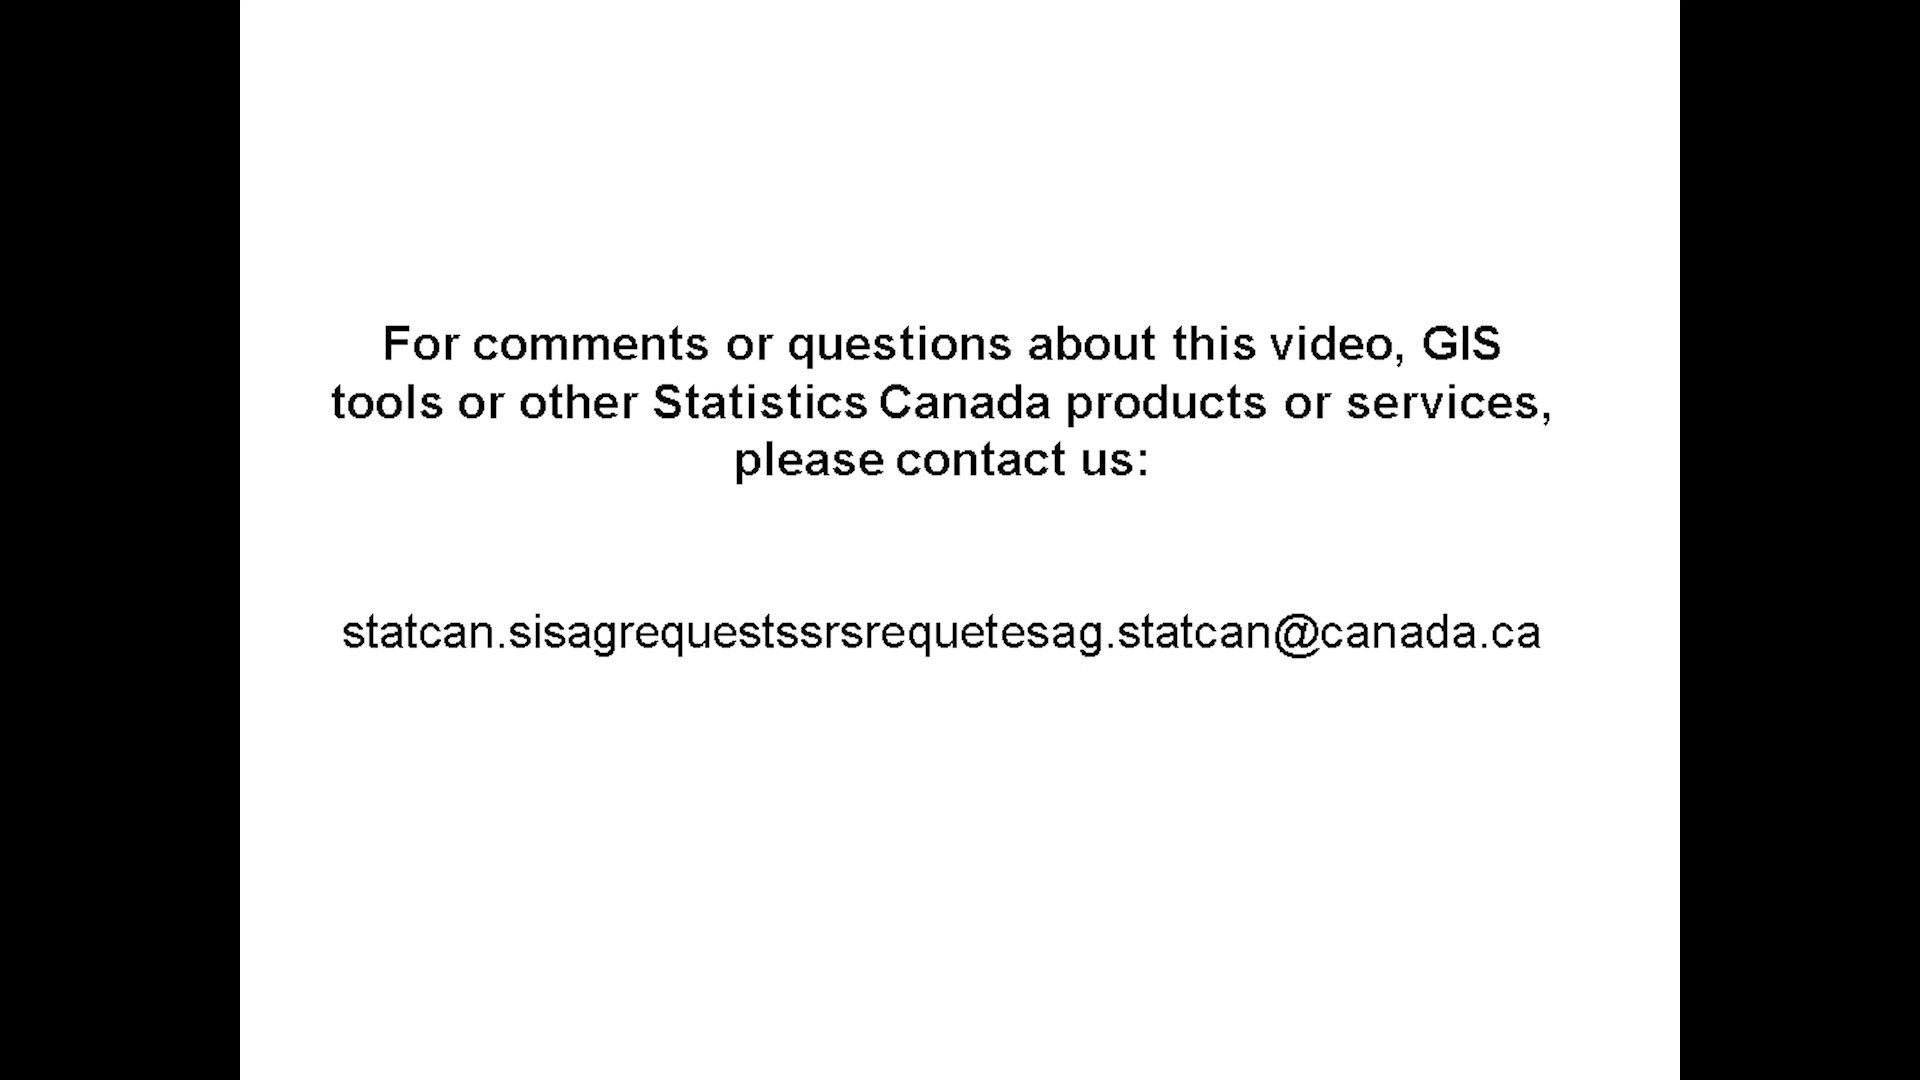 For comments or questions about this video, GIS
tools or other Statistics Canada products or services,
please contact us:
statcan.sisagrequestssrsrequetesag.statcan@canada.ca